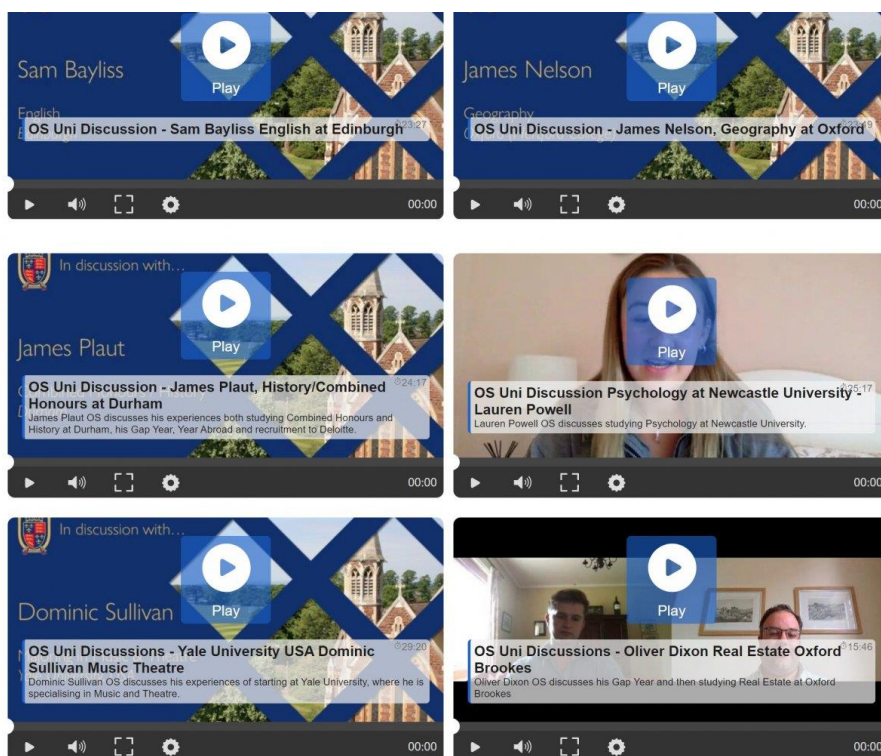 Sam Bayliss
Play
English
OS Uni Discussion - Sam Bayliss English at Edinburgh
23:27
00:00
James Nelson
Play
Geography
OS Uni Discussion - James Nelson, Geography at Oxford
23:49
00:00
In discussion with...
James Plaut
Play
24:17
OS Uni Discussion - James Plaut, History/Combined
Honours at Durham
James Plaut OS discusses his experiences both studying Combined Honours and
History at Durham, his Gap Year, Year Abroad and recruitment to Deloitte.
00:00
Play
25:17
OS Uni Discussion Psychology at Newcastle University -
Lauren Powell
Lauren Powell OS discusses studying Psychology at Newcastle University.
00:00
In discussion with...
Dominic Sullivan
Play
29:20
OS Uni Discussions - Yale University USA Dominic
Sullivan Music Theatre
Dominic Sullivan OS discusses his experiences of starting at Yale University, where he is
specialising in Music and Theatre.
00:00
Play
15:46
OS Uni Discussions - Oliver Dixon Real Estate Oxford
Brookes
Oliver Dixon OS discusses his Gap Year and then studying Real Estate at Oxford
Brookes
00:00